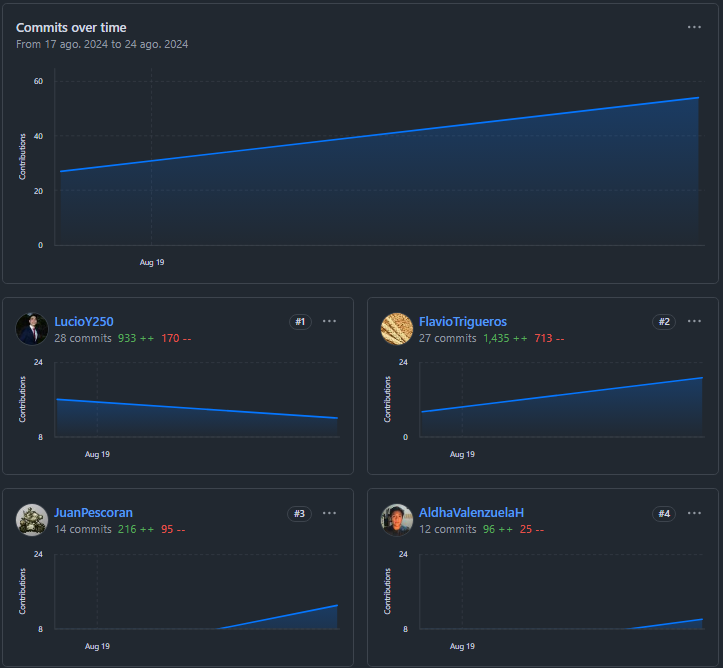 Commits over time
From 17 ago. 2024 to 24 ago. 2024
Contributions
60
40
20
0
Aug 19
LucioY250
#1
28 commits 933 ++ 170 --
Contributions
24
8
Aug 19
FlavioTrigueros
#2
27 commits 1,435 ++ 713 --
Contributions
24
0
Aug 19
JuanPescoran
#3
14 commits 216 ++ 95 --
Contributions
24
8
Aug 19
AldhaValenzuelaH
#4
12 commits 96 ++ 25 --
Contributions
24
8
Aug 19